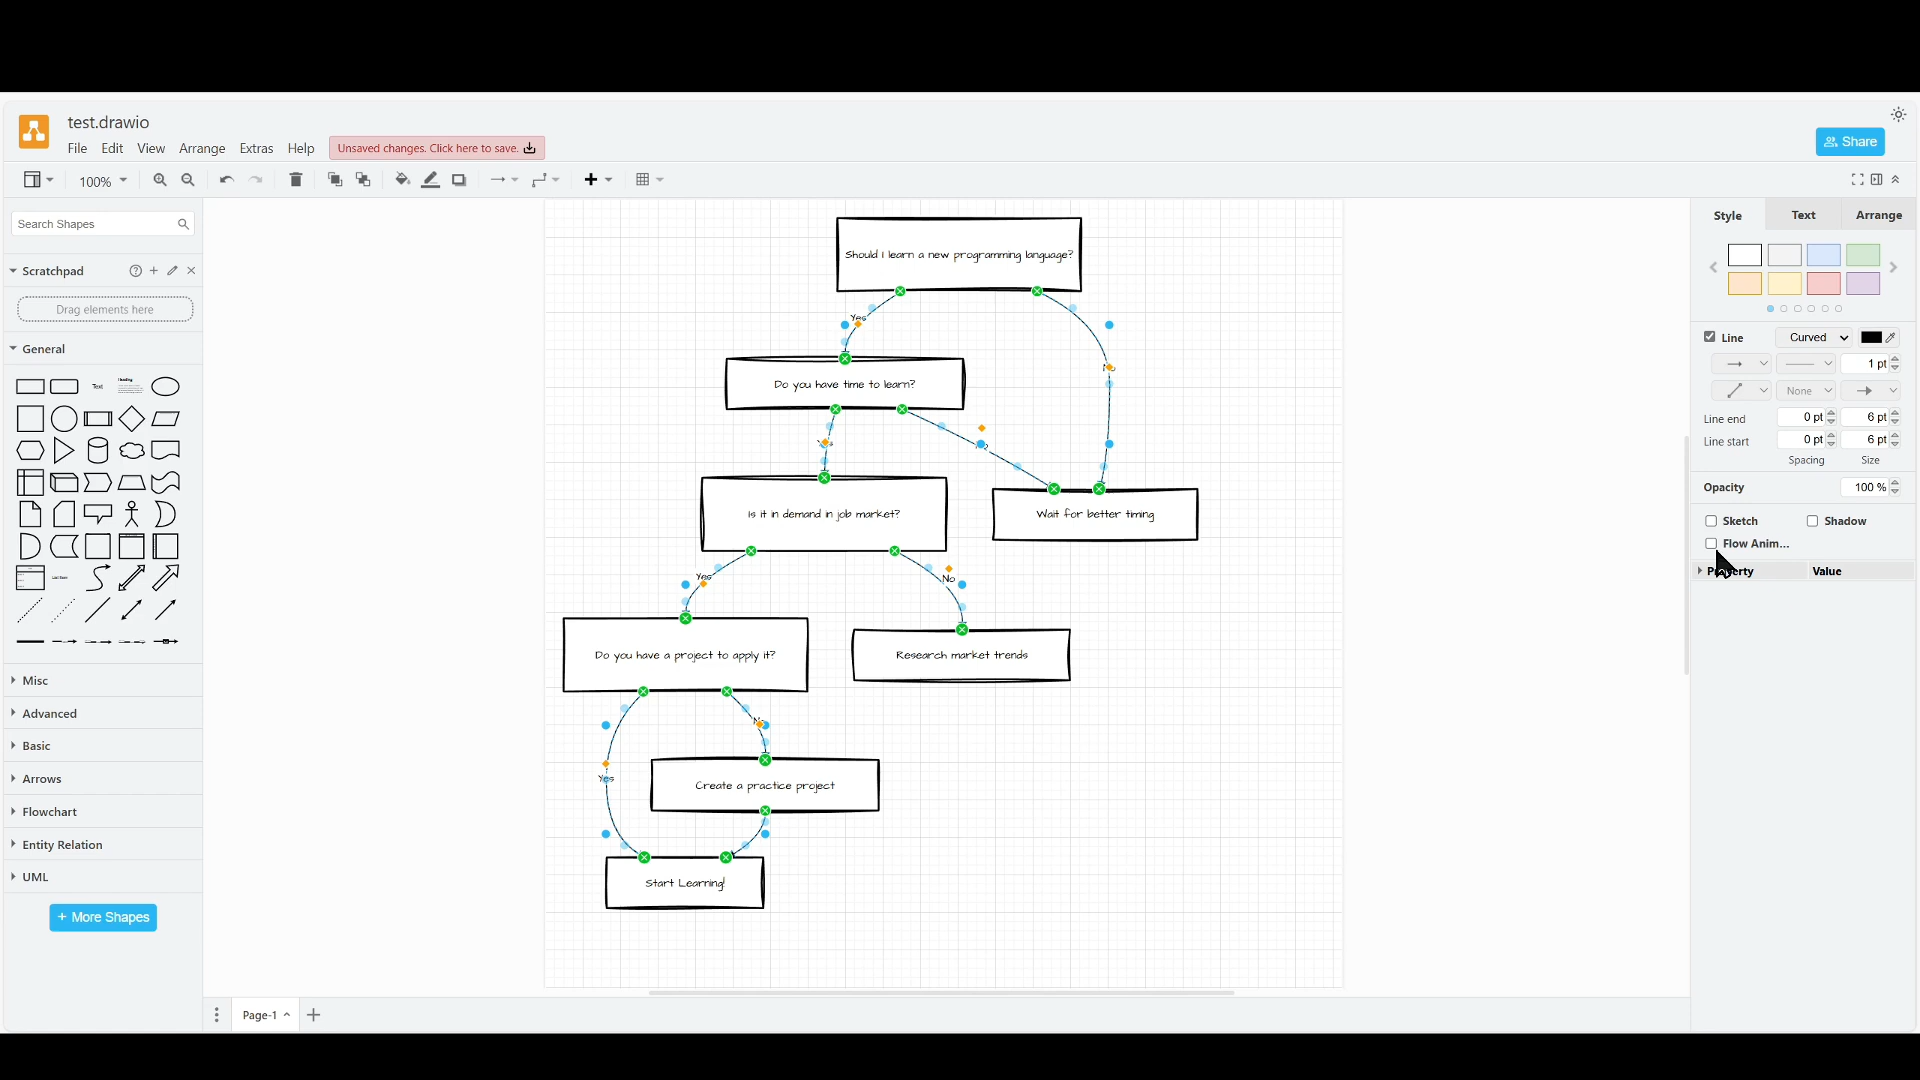 test.drawio
File Edit View Arrange Extras Help Unsaved changes. Click here to save.
Share
100%
Search Shapes
Scratchpad
Drag elements here
General
Text
Heading
List Item
Misc
Advanced
Basic
Arrows
Flowchart
Entity Relation
UML
+ More Shapes
Should I learn a new programming language?
Yes
No
Do you have time to learn?
Is it in demand in job market?
Wait for better timing
Yes
No
Do you have a project to apply it?
Research market trends
Yes
Create a practice project
Start Learning!
Page-1
Style Text Arrange
Line Curved
1 pt
None
Line end 0 pt 6 pt
Line start 0 pt 6 pt
Spacing Size
Opacity 100 %
Sketch Shadow
Flow Anim...
Property Value